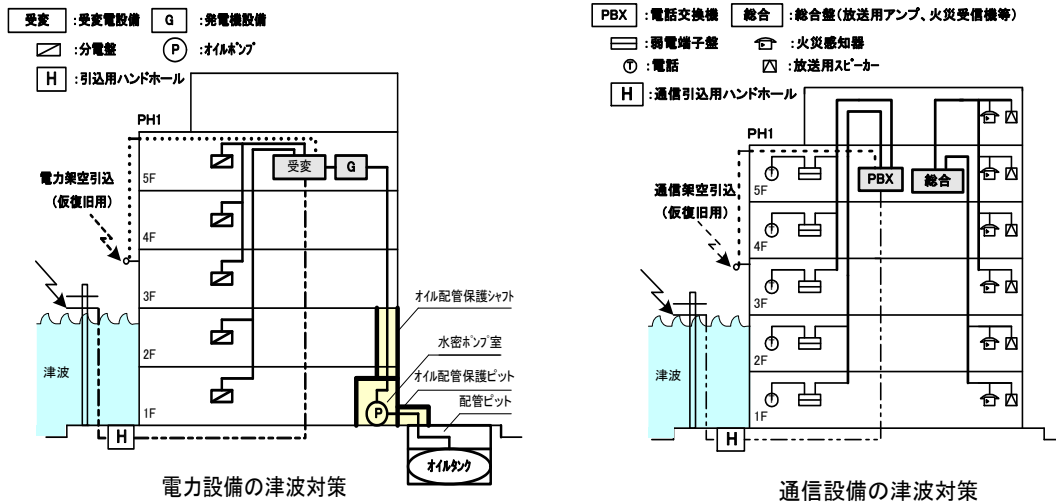 受変 :受変電設備 G :発電機設備
:分電盤 P :オイルポンプ
H :引込用ハンドホール
PH1
電力架空引込
(仮復旧用)
5F
受変 G
4F
3F
オイル配管保護シャフト
2F
水密ポンプ室
オイル配管保護ピット
津波
配管ピット
1F
P
H
オイルタンク
電力設備の津波対策
PBX :電話交換機 総合 :総合盤(放送用アンプ、火災受信機等)
:弱電端子盤 :火災感知器
T :電話 :放送用スピーカー
H :通信引込用ハンドホール
PH1
通信架空引込
(仮復旧用)
5F
PBX 総合
4F
3F
2F
津波
1F
H
通信設備の津波対策